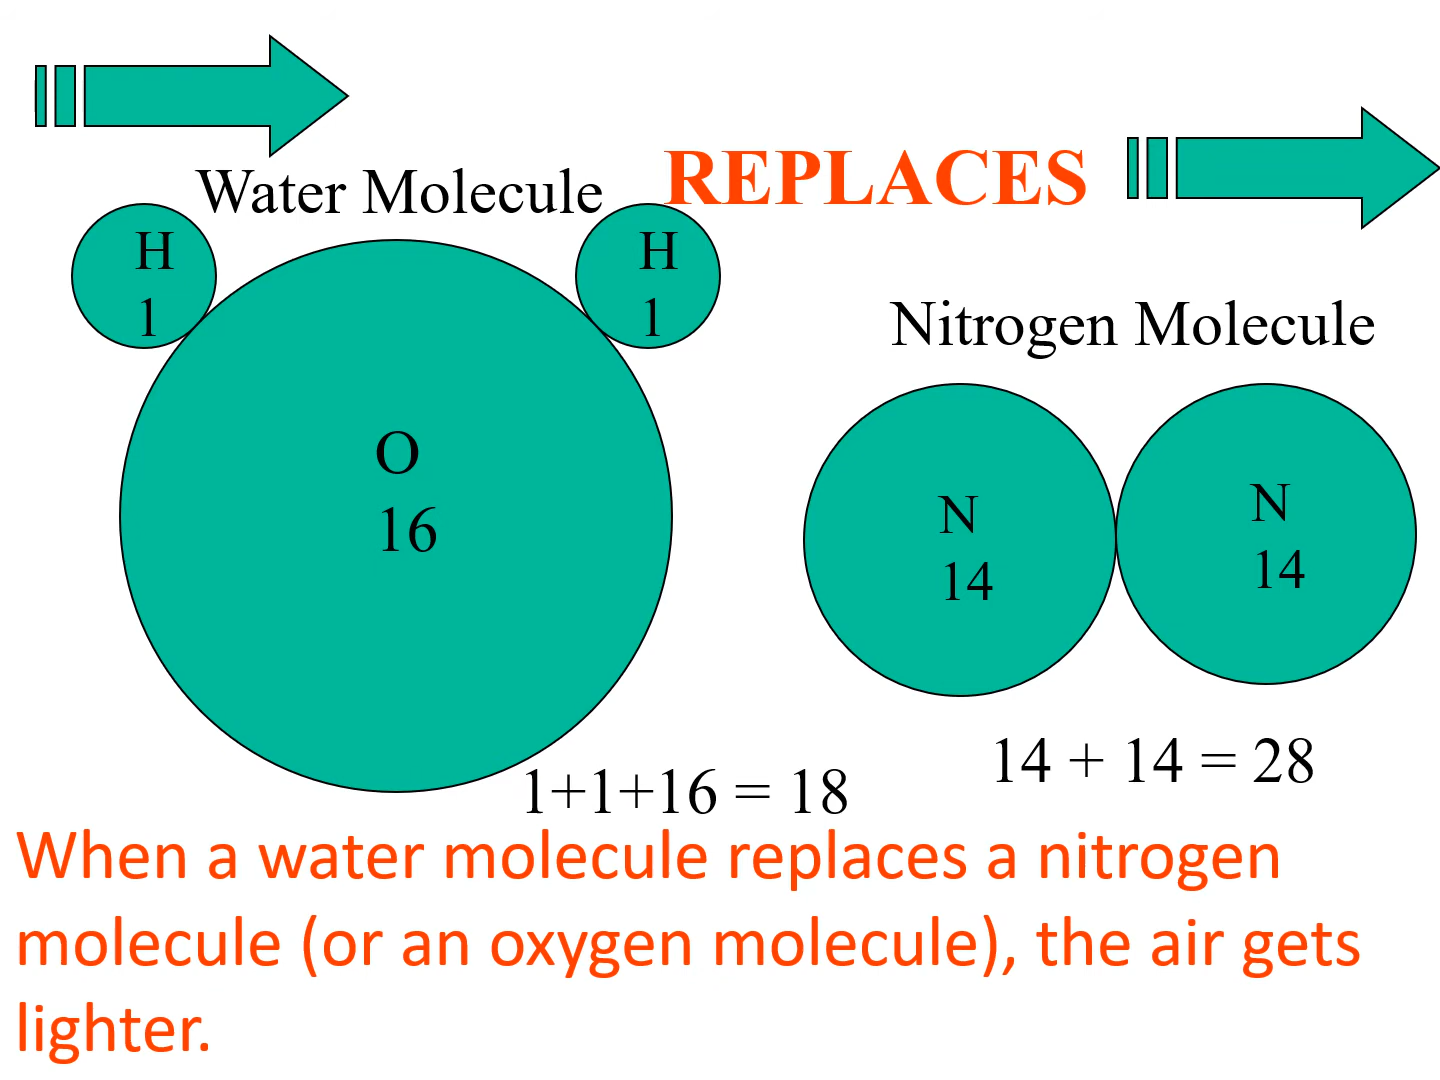 Water Molecule
REPLACES
H
1
H
1
Nitrogen Molecule
O
16
N
14
N
14
1+1+16 = 18
14 + 14 = 28
When a water molecule replaces a nitrogen
molecule (or an oxygen molecule), the air gets
lighter.